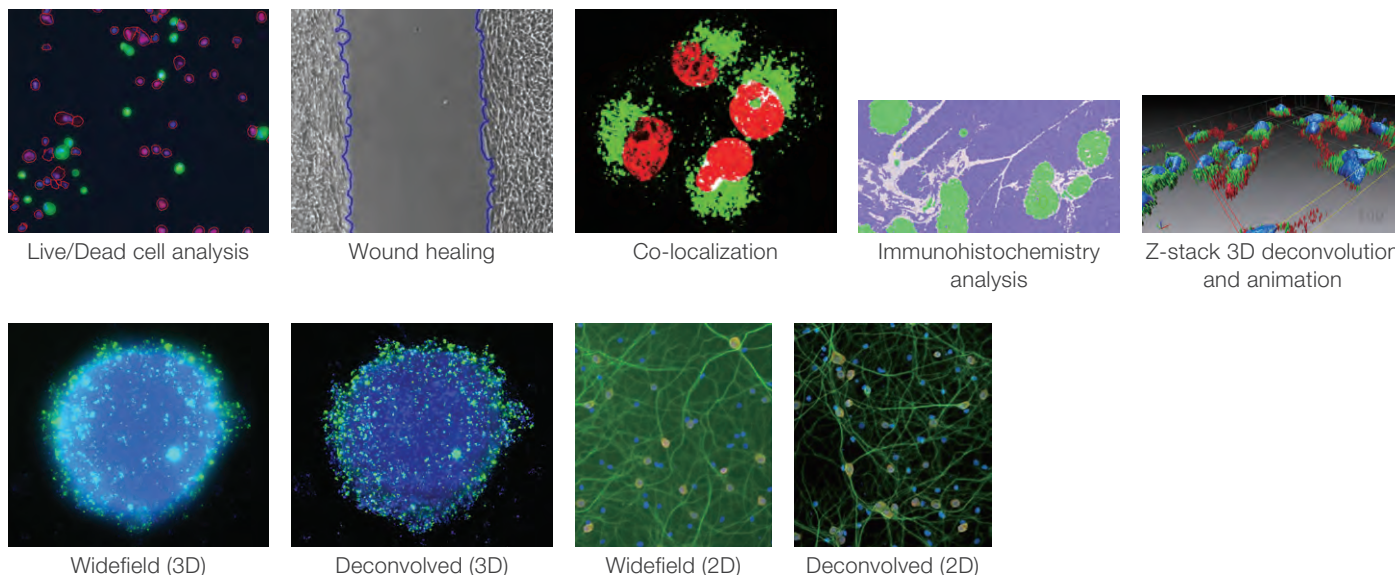 Live/Dead cell analysis
Wound healing
Co-localization
Immunohistochemistry
analysis
Z-stack 3D deconvolution
and animation
Widefield (3D)
Deconvolved (3D)
Widefield (2D)
Deconvolved (2D)